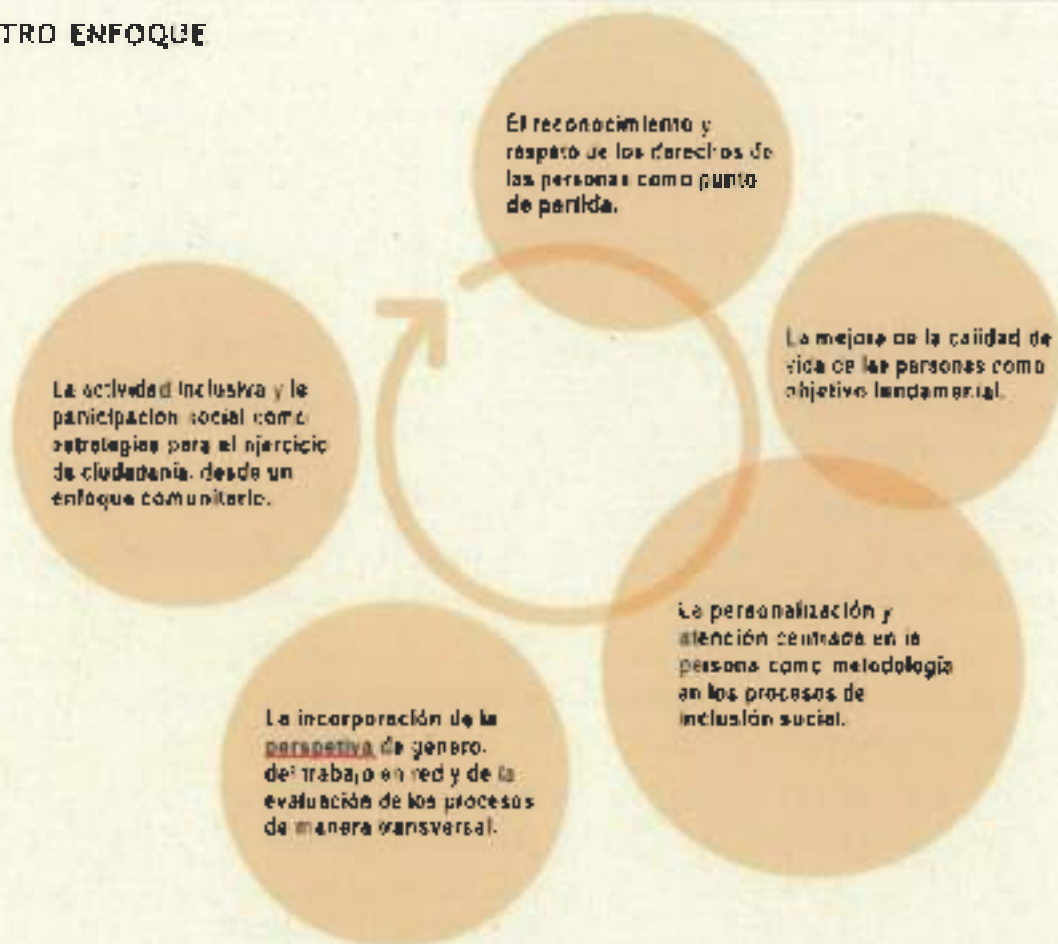 TRO ENFOQUE
El reconocimiento y
respeto de los derechos de
las personas como punto
de partida.
La mejora de la calidad de
vida de las personas como
objetivo fundamental.
La personalización y
atención centrada en la
persona como metodología
en los procesos de
inclusión social.
La incorporación de la
perspetiva de genero,
del trabajo en red y de la
evaluación de los procesos
de manera transversal.
La actividad inclusiva y la
participación social como
estrategias para el ejercicio
de ciudadanía, desde un
enfoque comunitario.